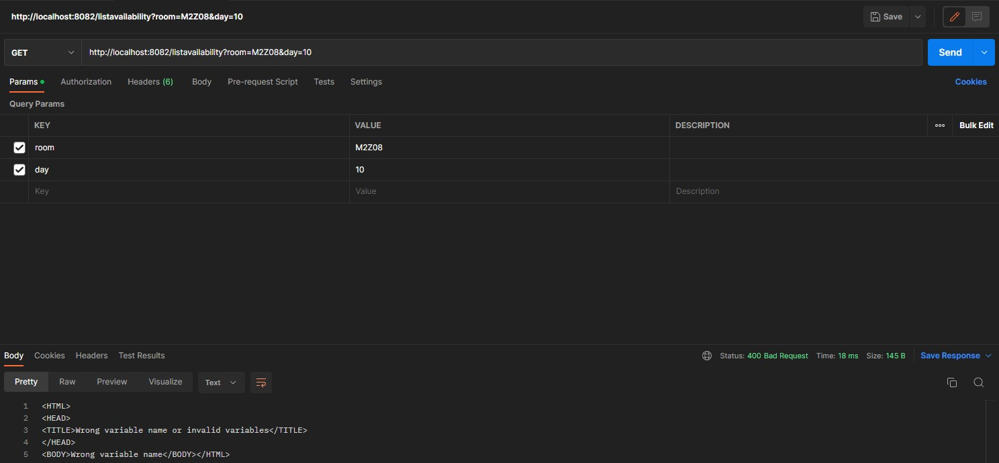 http://localhost:8082/listavailability?room=M2Z08&day=10
Save
GET
http://localhost:8082/listavailability?room=M2Z08&day=10
Send
Params Authorization Headers (6) Body Pre-request Script Tests Settings Cookies
Query Params
KEY VALUE DESCRIPTION ooo Bulk Edit
room M2Z08
day 10
Key Value Description
Body Cookies Headers Test Results Status: 400 Bad Request Time: 18 ms Size: 145 B Save Response
Pretty Raw Preview Visualize Text
1 <HTML>
2 <HEAD>
3 <TITLE>Wrong variable name or invalid variables</TITLE>
4 </HEAD>
5 <BODY>Wrong variable name</BODY></HTML>